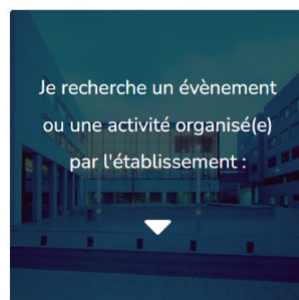 Je recherche un évènement
ou une activité organisé(e)
par l'établissement :